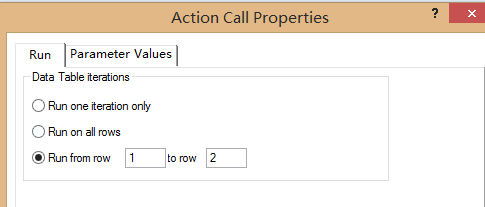 Action Call Properties ? ×
Run Parameter Values
Data Table iterations
Run one iteration only
Run on all rows
Run from row 1 to row 2